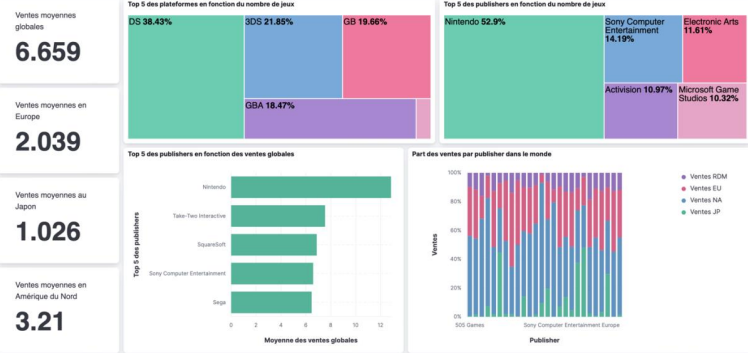 Ventes moyennes
globales
6.659
Ventes moyennes en
Europe
2.039
Ventes moyennes au
Japon
1.026
Ventes moyennes en
Amérique du Nord
3.21
Top 5 des plateformes en fonction du nombre de jeux
DS 38.43%
3DS 21.85%
GB 19.66%
GBA 18.47%
Top 5 des publishers en fonction du nombre de jeux
Nintendo 52.9%
Sony Computer
Entertainment
14.19%
Electronic Arts
11.61%
Activision 10.97%
Microsoft Game
Studios 10.32%
Top 5 des publishers en fonction des ventes globales
Top 5 des publishers
Nintendo
Take-Two Interactive
SquareSoft
Sony Computer Entertainment
Sega
0 2 4 6 8 10 12
Moyenne des ventes globales
Part des ventes par publisher dans le monde
Ventes
100%
80%
60%
40%
20%
0%
505 Games
Sony Computer Entertainment Europe
Publisher
Ventes RDM
Ventes EU
Ventes NA
Ventes JP